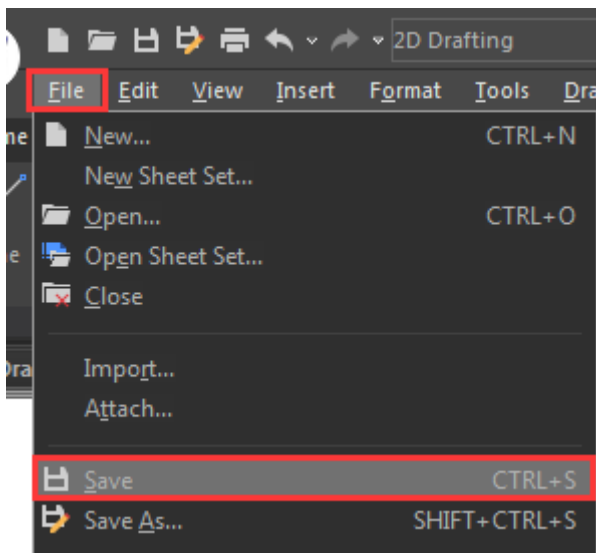 2D Drafting
File Edit View Insert Format Tools
New... CTRL+N
New Sheet Set...
Open... CTRL+O
Open Sheet Set...
Close
Import...
Attach...
Save CTRL+S
Save As... SHIFT+CTRL+S